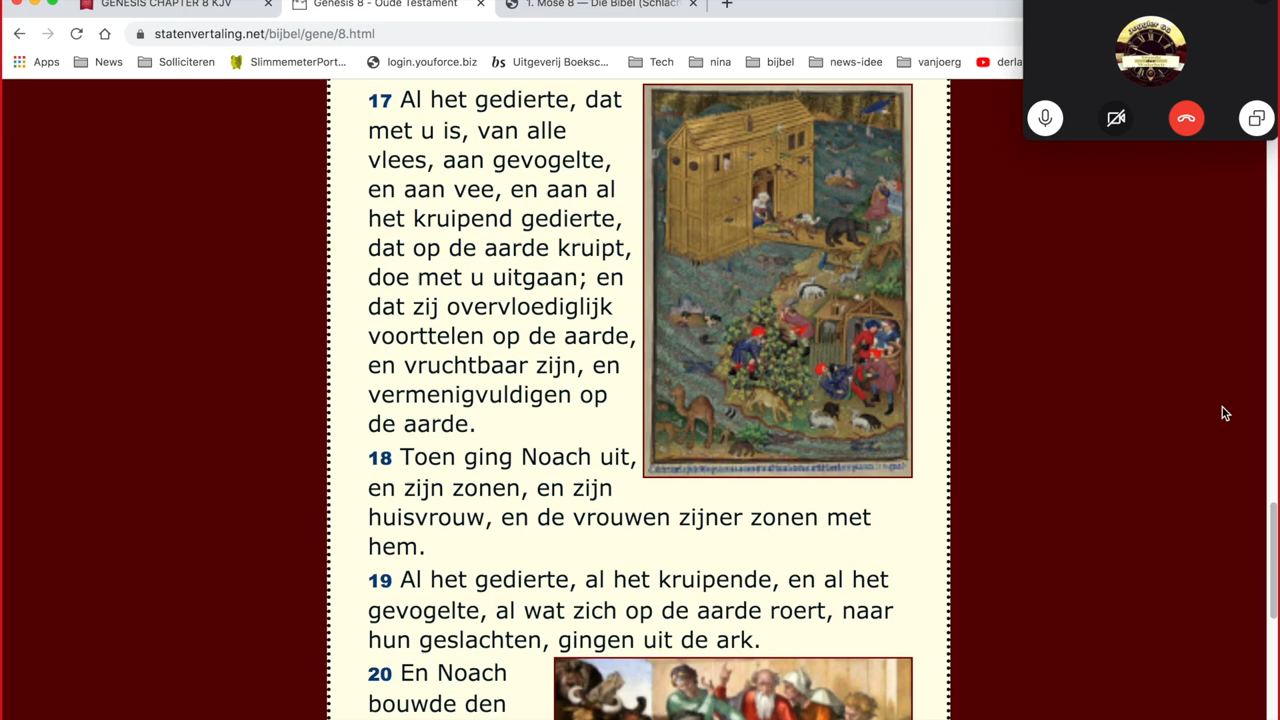 GENESIS CHAPTER 8 KJV
Genesis 8 - Oude Testament
1. Mose 8 — Die Bibel (Schlach
statenvertaling.net/bijbel/gene/8.html
Apps
News
Solliciteren
SlimmemeterPort...
login.youforce.biz
bs Uitgeverij Boeksc...
Tech
nina
bijbel
news-idee
vanjoerg
derla
17 Al het gedierte, dat
met u is, van alle
vlees, aan gevogelte,
en aan vee, en aan al
het kruipend gedierte,
dat op de aarde kruipt,
doe met u uitgaan; en
dat zij overvloediglijk
voorttelen op de aarde,
en vruchtbaar zijn, en
vermenigvuldigen op
de aarde.
18 Toen ging Noach uit,
en zijn zonen, en zijn
huisvrouw, en de vrouwen zijner zonen met
hem.
19 Al het gedierte, al het kruipende, en al het
gevogelte, al wat zich op de aarde roert, naar
hun geslachten, gingen uit de ark.
20 En Noach
bouwde den